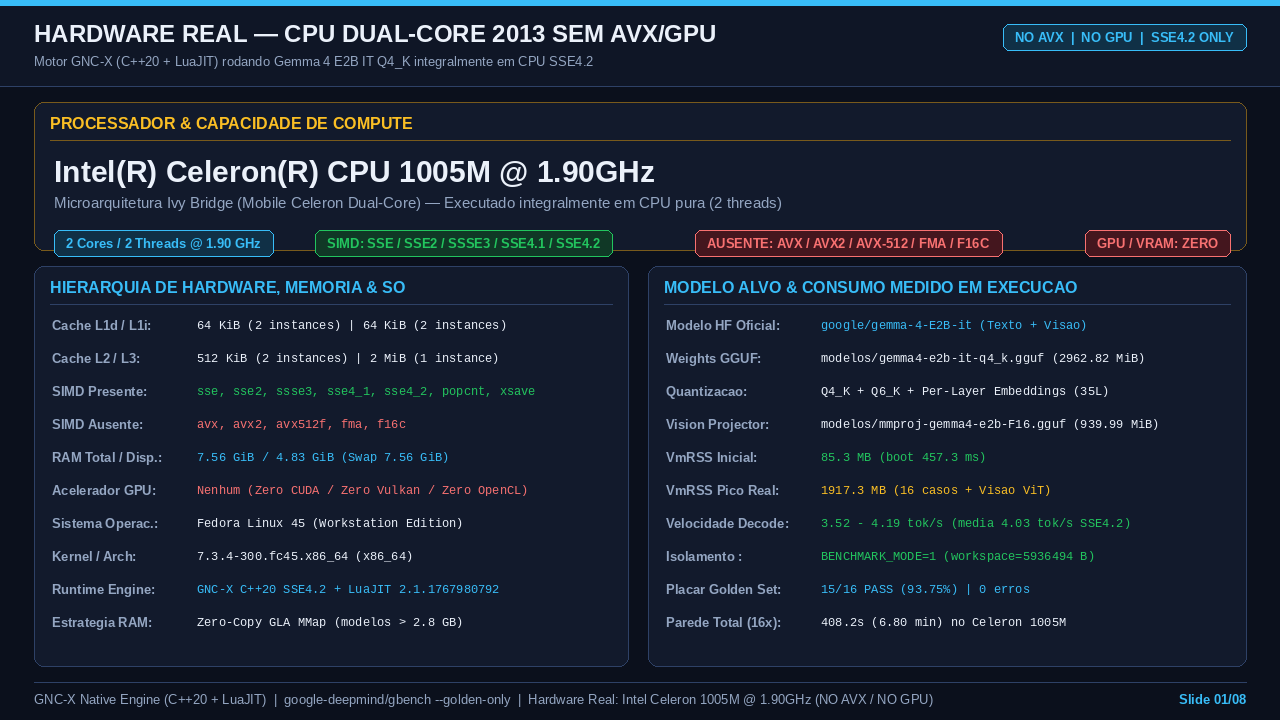 HARDWARE REAL — CPU DUAL-CORE 2013 SEM AVX/GPU
NO AVX | NO GPU | SSE4.2 ONLY
Motor GNC-X (C++20 + LuaJIT) rodando Gemma 4 E2B IT Q4_K integralmente em CPU SSE4.2
PROCESSADOR & CAPACIDADE DE COMPUTE
Intel(R) Celeron(R) CPU 1005M @ 1.90GHz
Microarquitetura Ivy Bridge (Mobile Celeron Dual-Core) — Executado integralmente em CPU pura (2 threads)
2 Cores / 2 Threads @ 1.90 GHz
SIMD: SSE / SSE2 / SSSE3 / SSE4.1 / SSE4.2
AUSENTE: AVX / AVX2 / AVX-512 / FMA / F16C
GPU / VRAM: ZERO
HIERARQUIA DE HARDWARE, MEMORIA & SO
Cache L1d / L1i: 64 KiB (2 instances) | 64 KiB (2 instances)
Cache L2 / L3: 512 KiB (2 instances) | 2 MiB (1 instance)
SIMD Presente: sse, sse2, ssse3, sse4_1, sse4_2, popcnt, xsave
SIMD Ausente: avx, avx2, avx512f, fma, f16c
RAM Total / Disp.: 7.56 GiB / 4.83 GiB (Swap 7.56 GiB)
Acelerador GPU: Nenhum (Zero CUDA / Zero Vulkan / Zero OpenCL)
Sistema Operac.: Fedora Linux 45 (Workstation Edition)
Kernel / Arch: 7.3.4-300.fc45.x86_64 (x86_64)
Runtime Engine: GNC-X C++20 SSE4.2 + LuaJIT 2.1.1767980792
Estrategia RAM: Zero-Copy GLA MMap (modelos > 2.8 GB)
MODELO ALVO & CONSUMO MEDIDO EM EXECUCAO
Modelo HF Oficial: google/gemma-4-E2B-it (Texto + Visao)
Weights GGUF: modelos/gemma4-e2b-it-q4_k.gguf (2962.82 MiB)
Quantizacao: Q4_K + Q6_K + Per-Layer Embeddings (35L)
Vision Projector: modelos/mmproj-gemma4-e2b-F16.gguf (939.99 MiB)
VmRSS Inicial: 85.3 MB (boot 457.3 ms)
VmRSS Pico Real: 1917.3 MB (16 casos + Visao ViT)
Velocidade Decode: 3.52 - 4.19 tok/s (media 4.03 tok/s SSE4.2)
Isolamento : BENCHMARK_MODE=1 (workspace=5936494 B)
Placar Golden Set: 15/16 PASS (93.75%) | 0 erros
Parede Total (16x): 408.2s (6.80 min) no Celeron 1005M
GNC-X Native Engine (C++20 + LuaJIT) | google-deepmind/gbench --golden-only | Hardware Real: Intel Celeron 1005M @ 1.90GHz (NO AVX / NO GPU)
Slide 01/08